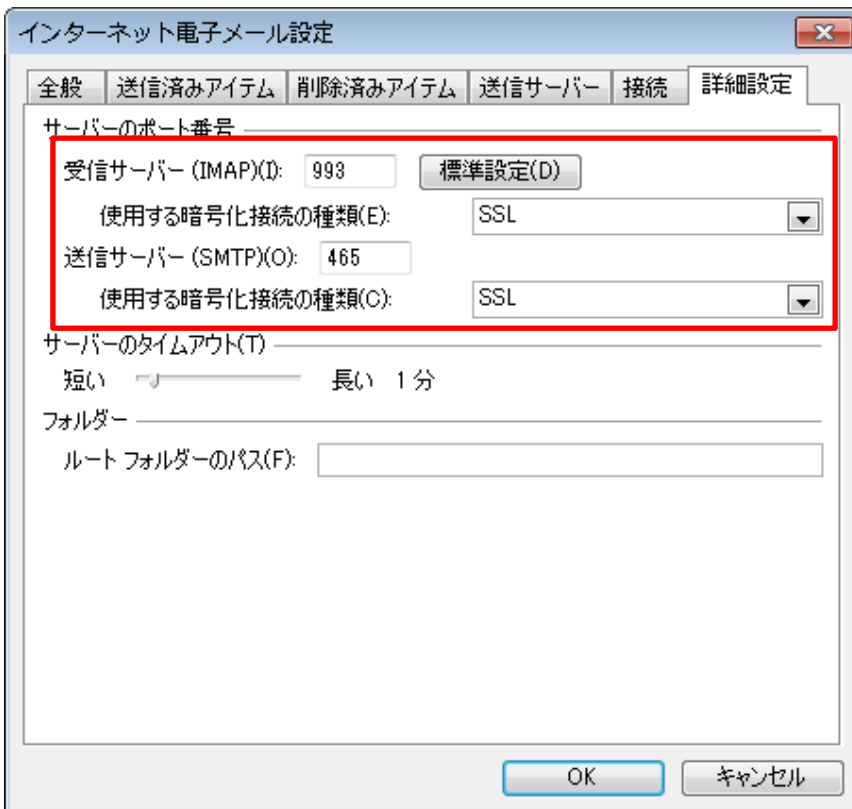 インターネット電子メール設定
全般 送信済みアイテム 削除済みアイテム 送信サーバー 接続 詳細設定
サーバーのポート番号
受信サーバー (IMAP)(I): 993 標準設定(D)
使用する暗号化接続の種類(E): SSL
送信サーバー (SMTP)(O): 465
使用する暗号化接続の種類(C): SSL
サーバーのタイムアウト(T)
短い 長い 1 分
フォルダー
ルート フォルダーのパス(F):
OK キャンセル